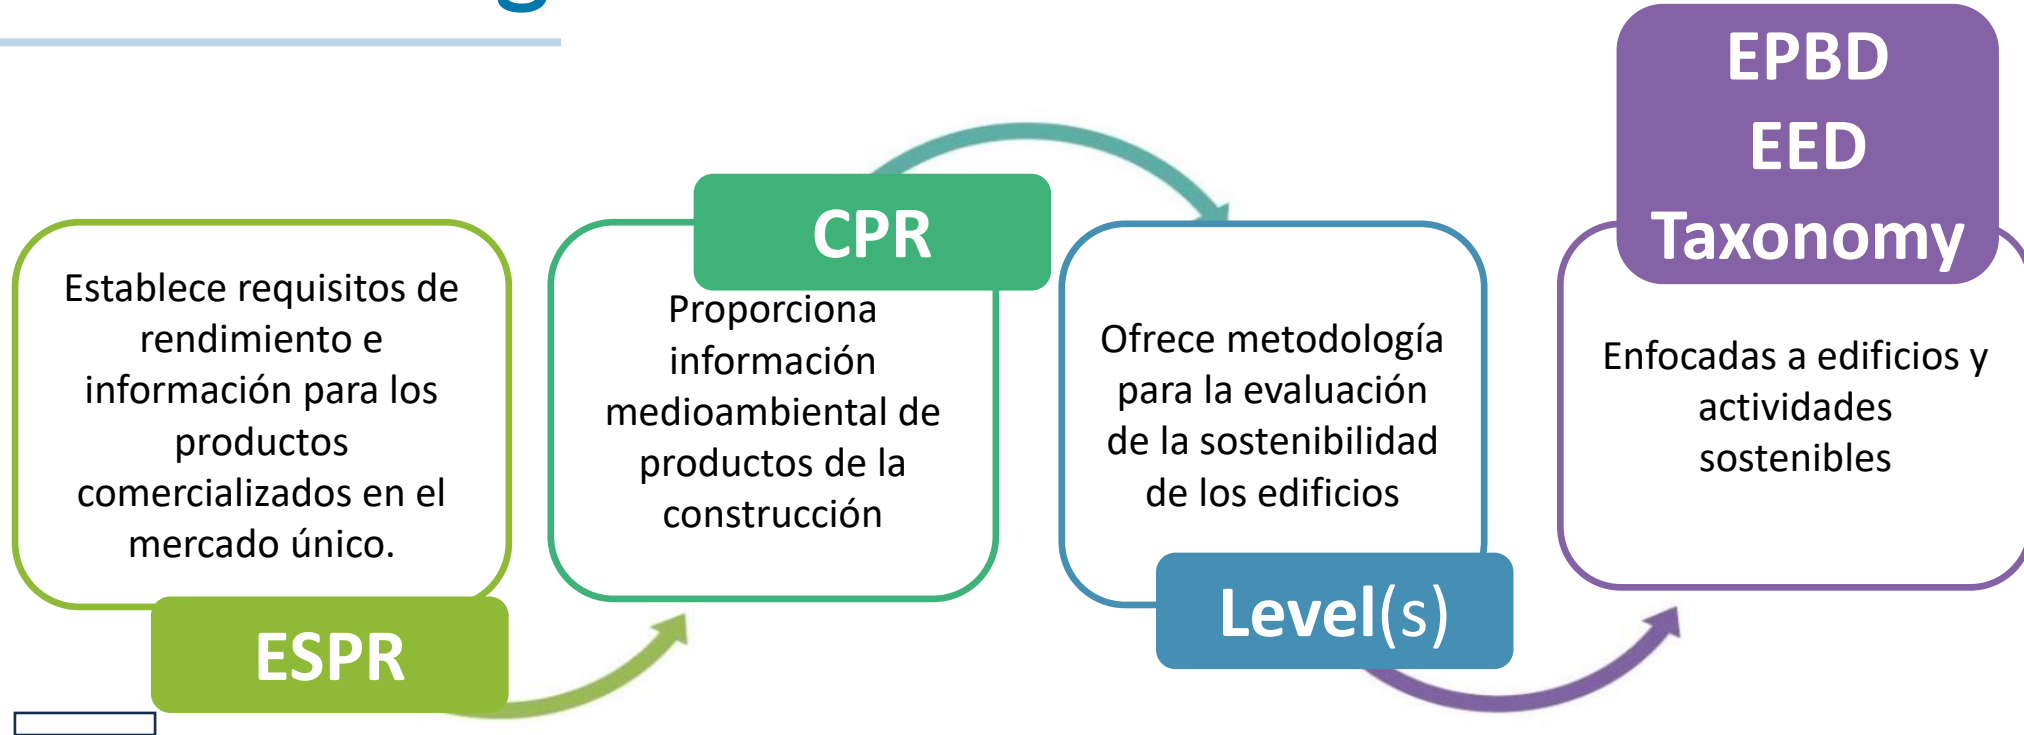 Establece requisitos de
rendimiento e
información para los
productos
comercializados en el
mercado único.
ESPR
CPR
Proporciona
información
medioambiental de
productos de la
construcción
Ofrece metodología
para la evaluación
de la sostenibilidad
de los edificios
Level(s)
EPBD
EED
Taxonomy
Enfocadas a edificios y
actividades
sostenibles